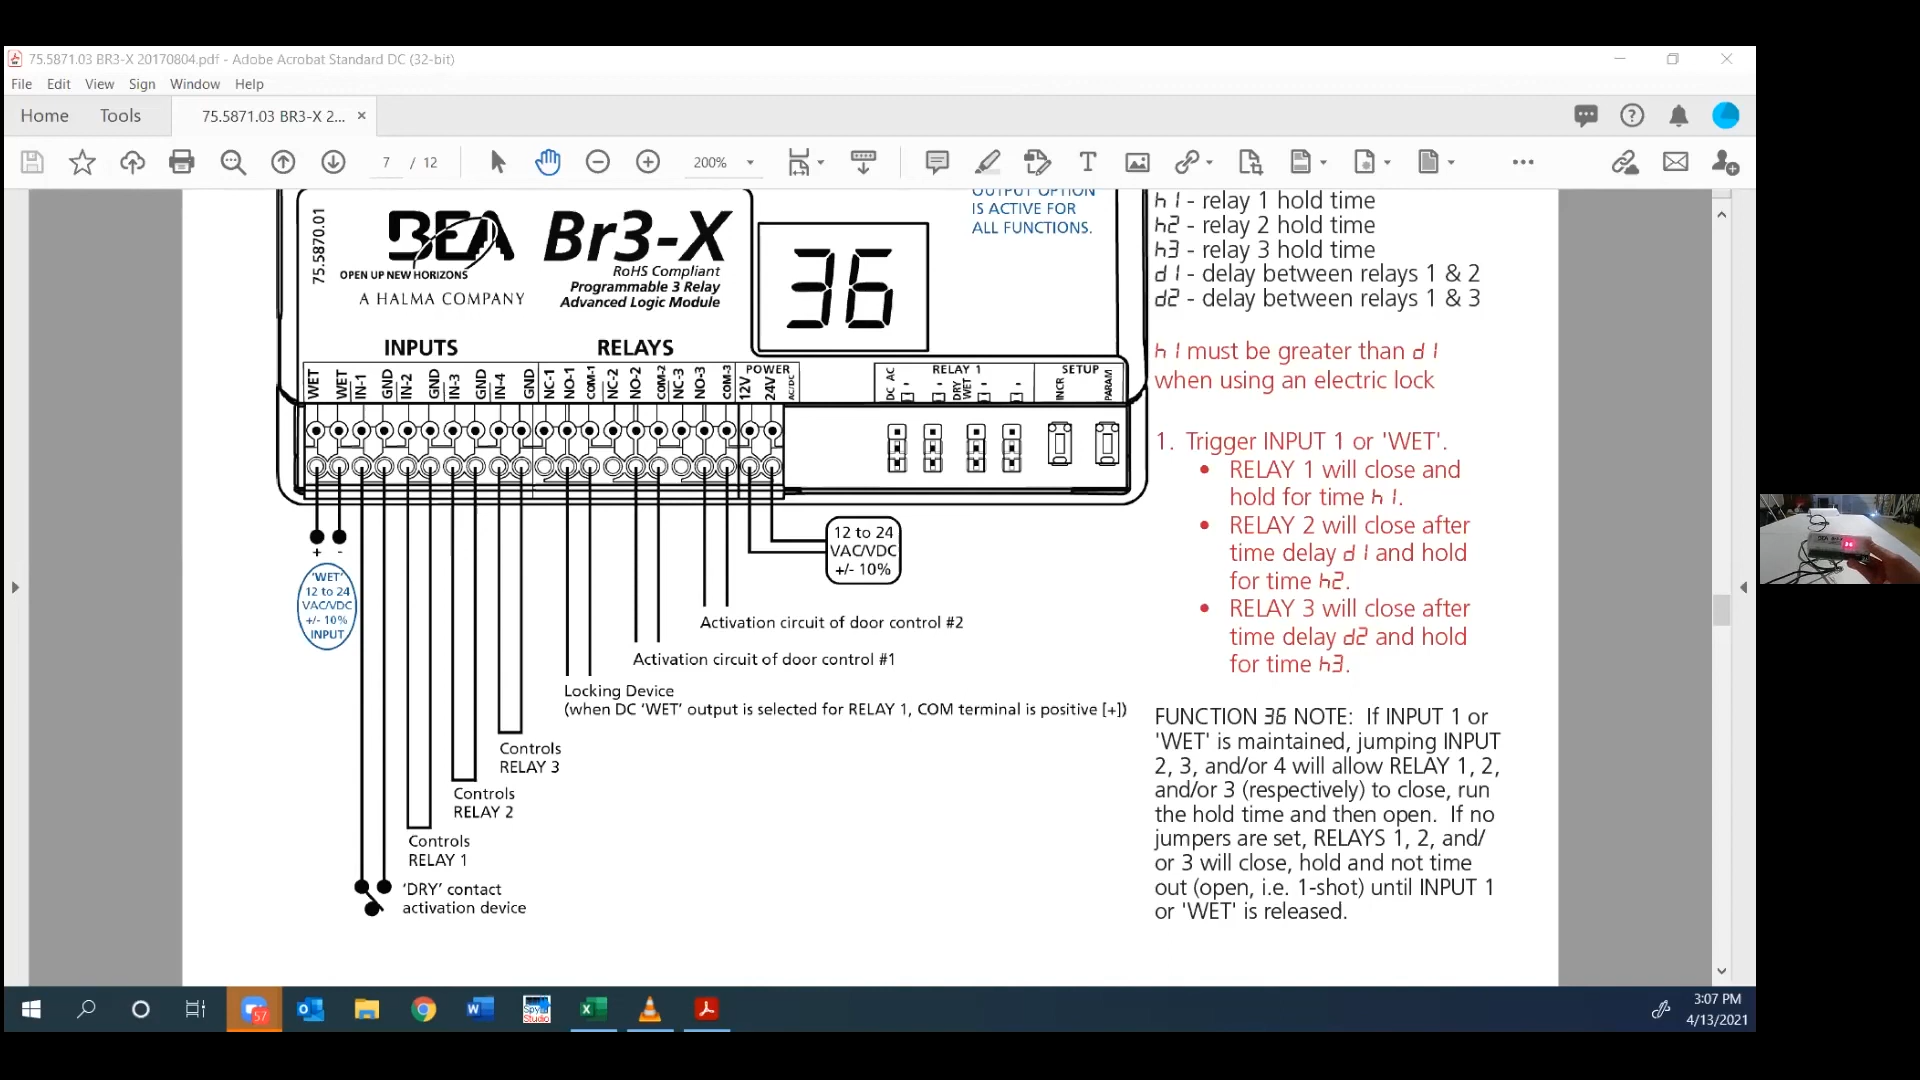 75.5871.03 BR3-X 20170804.pdf - Adobe Acrobat Standard DC (32-bit)
File Edit View Sign Window Help
Home Tools 75.5871.03 BR3-X 2... ×
7 / 12 200%
OUTPUT OPTION
IS ACTIVE FOR
ALL FUNCTIONS.
75.5870.01
BEA
OPEN UP NEW HORIZONS
A HALMA COMPANY
Br3-X
RoHS Compliant
Programmable 3 Relay
Advanced Logic Module
36
INPUTS RELAYS
WET WET IN-1 GND IN-2 GND IN-3 GND IN-4 GND NC-1 NO-1 COM-1 NC-2 NO-2 COM-2 NC-3 NO-3 COM-3
POWER
12V 24V AC/DC
DC AC RELAY 1 DRY WET
SETUP
INCR PARAM
+ -
'WET'
12 to 24
VAC/VDC
+/- 10%
INPUT
12 to 24
VAC/VDC
+/- 10%
Activation circuit of door control #2
Activation circuit of door control #1
Locking Device
(when DC 'WET' output is selected for RELAY 1, COM terminal is positive [+])
Controls
RELAY 3
Controls
RELAY 2
Controls
RELAY 1
'DRY' contact
activation device
h1 - relay 1 hold time
h2 - relay 2 hold time
h3 - relay 3 hold time
d1 - delay between relays 1 & 2
d2 - delay between relays 1 & 3
h1 must be greater than d1
when using an electric lock
1. Trigger INPUT 1 or 'WET'.
• RELAY 1 will close and
hold for time h1.
• RELAY 2 will close after
time delay d1 and hold
for time h2.
• RELAY 3 will close after
time delay d2 and hold
for time h3.
FUNCTION 36 NOTE: If INPUT 1 or
'WET' is maintained, jumping INPUT
2, 3, and/or 4 will allow RELAY 1, 2,
and/or 3 (respectively) to close, run
the hold time and then open. If no
jumpers are set, RELAYS 1, 2, and/
or 3 will close, hold and not time
out (open, i.e. 1-shot) until INPUT 1
or 'WET' is released.
57
Spy
Studio
3:07 PM
4/13/2021